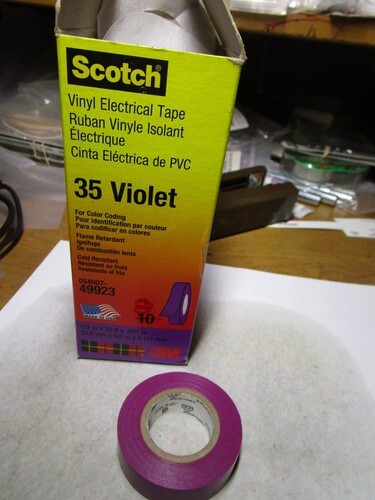 Scotch®
Vinyl Electrical Tape
Ruban Vinyle Isolant
Électrique
Cinta Eléctrica de PVC
35 Violet
For Color Coding
Pour identification par couleur
Para codificar en colores
Flame Retardant
Ignifuge
De combustión lenta
Cold Resistant
Résistant au froid
Resistente al frío
054007-
49923
10
3M